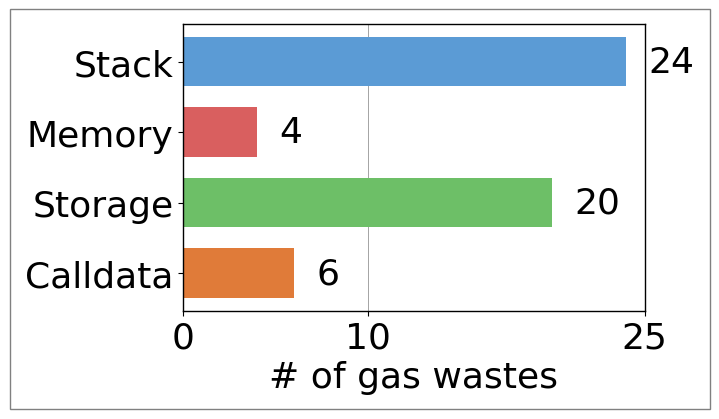 Stack 24
Memory 4
Storage 20
Calldata 6
0 10 25
# of gas wastes